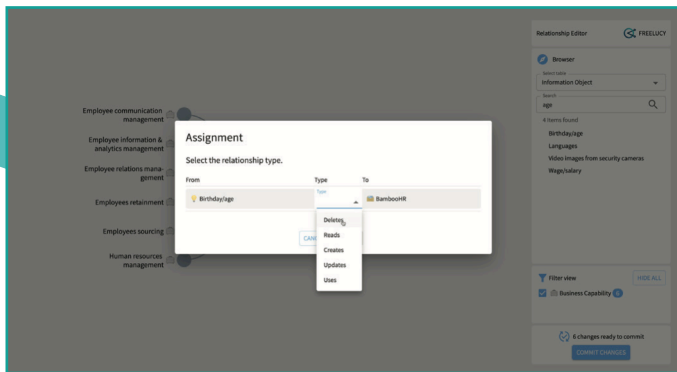 Relationship Editor
FREELUCY
Browser
Select table
Information Object
Search
age
4 items found
Birthday/age
Languages
Video images from security cameras
Wage/salary
Employee communication
management
Employee information &
analytics management
Employee relations mana-
gement
Employees retainment
Employees sourcing
Human resources
management
Assignment
Select the relationship type.
From Type To
Birthday/age
Type
BambooHR
Deletes
Reads
Creates
Updates
Uses
Filter view
HIDE ALL
Business Capability
6 changes ready to commit
COMMIT CHANGES